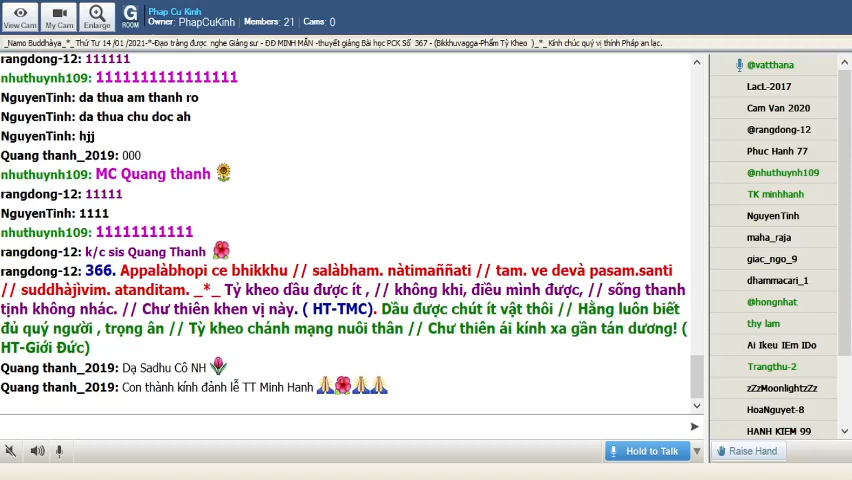 Phap Cu Kinh
Owner: PhapCuKinh Members: 21 Cams: 0
View Cam My Cam Enlarge G ROOM
_Namo Buddhàya_*_ Thứ Tư 14 /01 /2021-*-Đạo tràng được nghe Giảng sư - ĐĐ MINH MẪN -thuyết giảng Bài học PCK Số 367 - (Bikkhuvagga-Phẩm Tỳ Kheo )_*_ Kính chúc quý vị thính Pháp an lạc.
rangdong-12: 111111
nhuthuynh109: 1111111111111111
NguyenTinh: da thua am thanh ro
NguyenTinh: da thua chu doc ah
NguyenTinh: hjj
Quang thanh_2019: 000
nhuthuynh109: MC Quang thanh
rangdong-12: 11111
NguyenTinh: 1111
nhuthuynh109: 11111111111
rangdong-12: k/c sis Quang Thanh
rangdong-12: 366. Appalàbhopi ce bhikkhu // salàbham. nàtimaññati // tam. ve devà pasam.santi
// suddhàjìvim. atanditam. _*_ Tỷ kheo dầu được ít , // không khi, điều mình được, // sống thanh
tịnh không nhác. // Chư thiên khen vị này. ( HT-TMC). Dầu được chút ít vật thôi // Hằng luôn biết
đủ quý người , trọng ân // Tỳ kheo chánh mạng nuôi thân // Chư thiên ái kính xa gần tán dương! (
HT-Giới Đức)
Quang thanh_2019: Dạ Sadhu Cô NH
Quang thanh_2019: Con thành kính đảnh lễ TT Minh Hanh
@vatthana
LacL-2017
Cam Van 2020
@rangdong-12
Phuc Hanh 77
@nhuthuynh109
TK minhhanh
NguyenTinh
maha_raja
giac_ngo_9
dhammacari_1
@hongnhat
thy lam
Ai Ikeu IEm IDo
Trangthu-2
zZzMoonlightzZz
HoaNguyet-8
HANH KIEM 99
Hold to Talk
Raise Hand